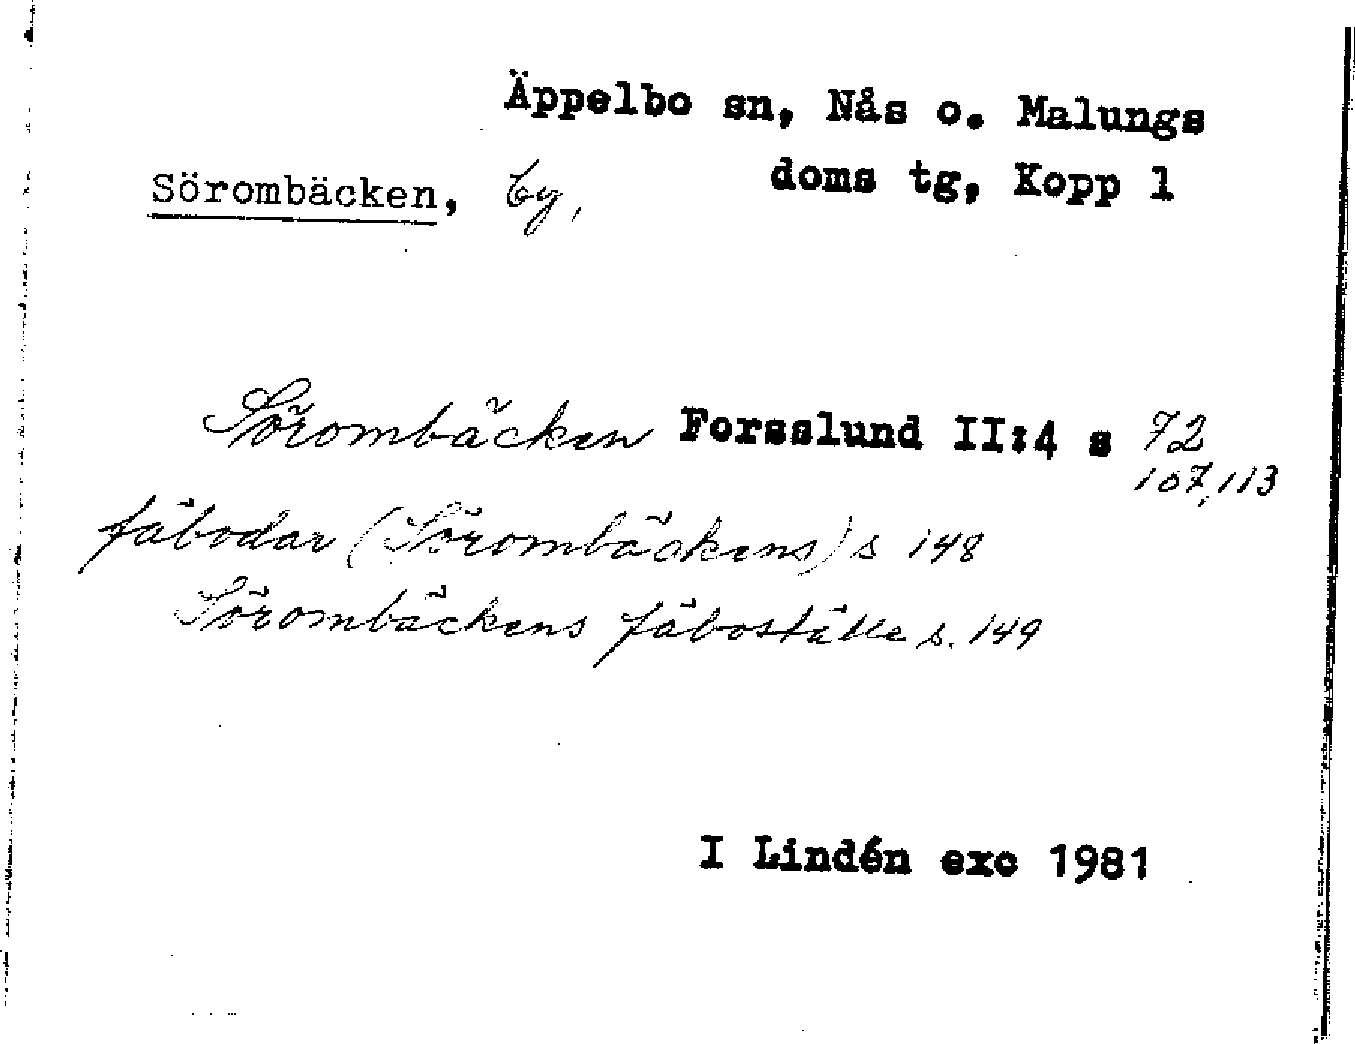 Äppelbo sn, Nås o. Malungs
doms tg, Kopp l
Sörombäcken, by,
Sörombäcken Forsslund II:4 s 72
107, 113
fäbodar (Sörombäckens) s 148
Sörombäckens fäboställe s. 149
I Lindén exc 1981